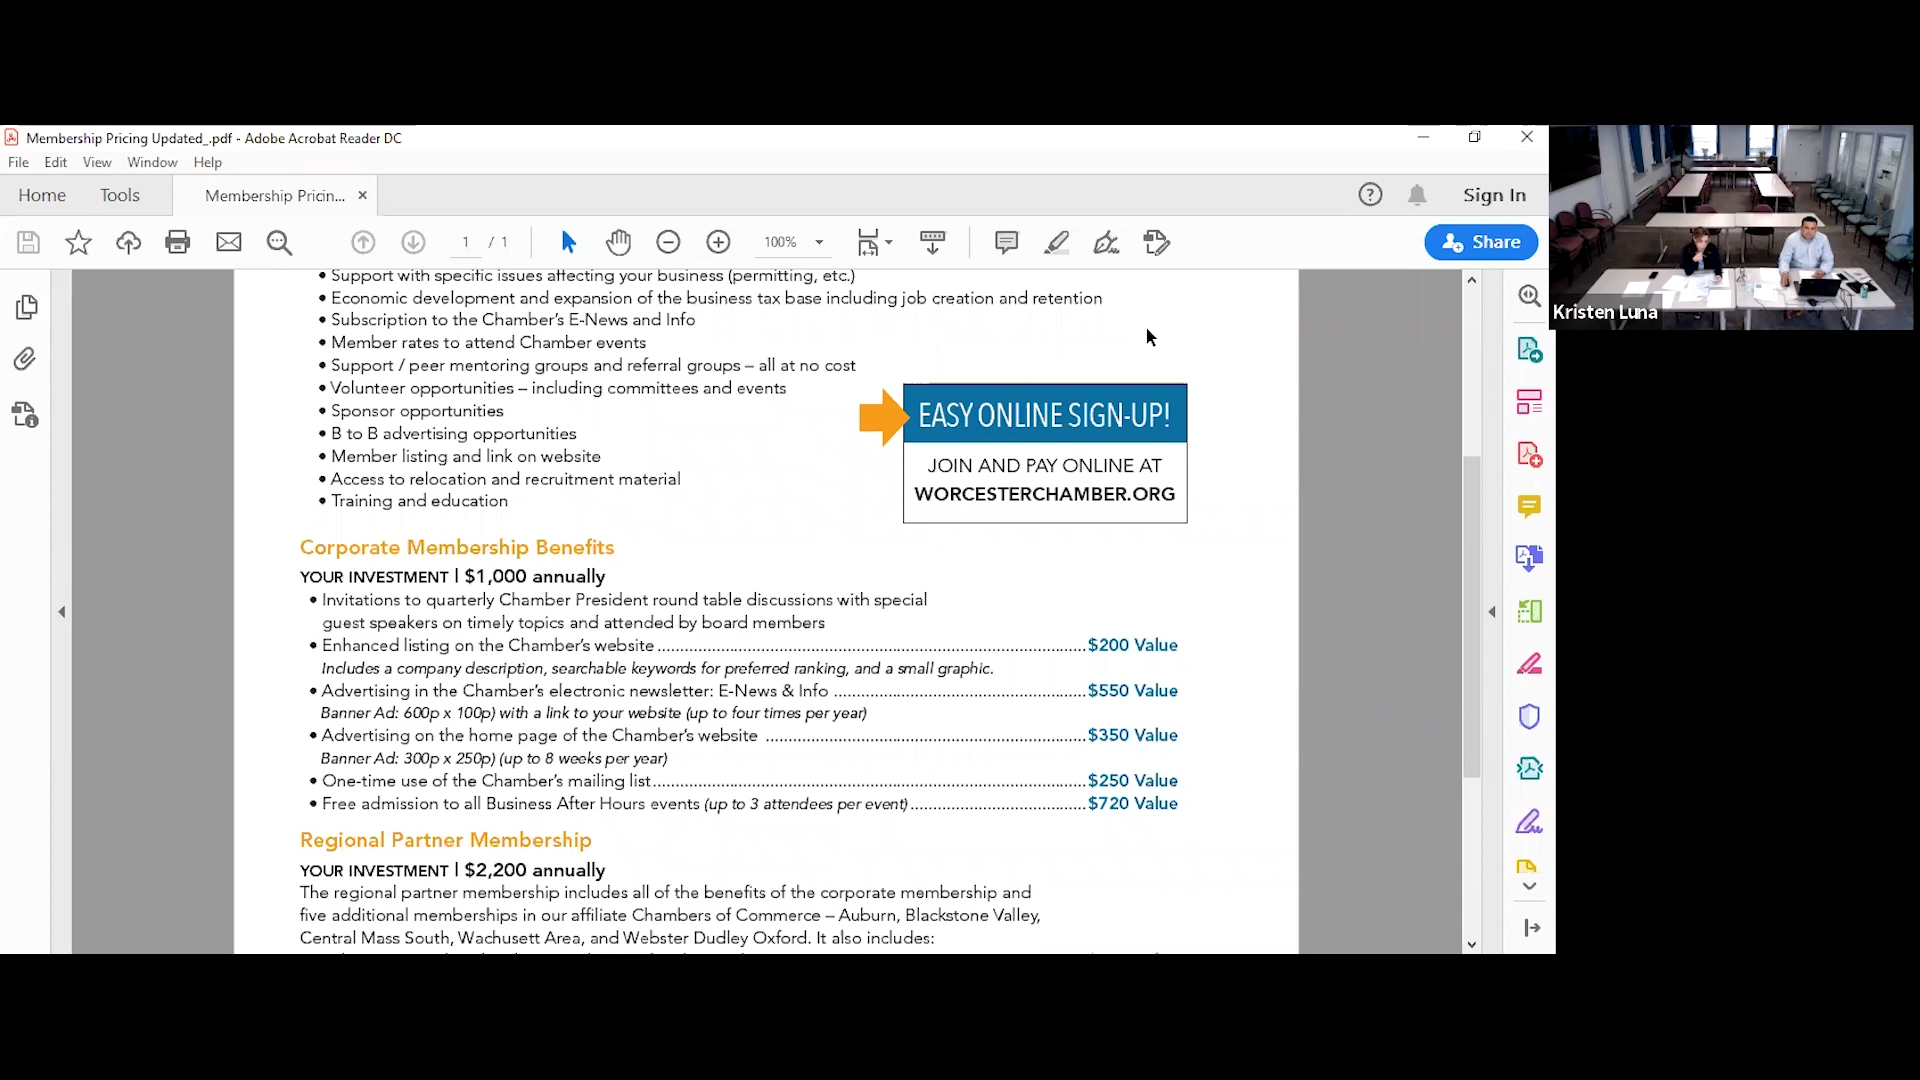 Membership Pricing Updated_.pdf - Adobe Acrobat Reader DC
File Edit View Window Help
Home Tools Membership Pricin... Sign In
1 / 1 100% Share
• Support with specific issues affecting your business (permitting, etc.)
• Economic development and expansion of the business tax base including job creation and retention
• Subscription to the Chamber's E-News and Info
• Member rates to attend Chamber events
• Support / peer mentoring groups and referral groups – all at no cost
• Volunteer opportunities – including committees and events
• Sponsor opportunities
• B to B advertising opportunities
• Member listing and link on website
• Access to relocation and recruitment material
• Training and education
EASY ONLINE SIGN-UP!
JOIN AND PAY ONLINE AT
WORCESTERCHAMBER.ORG
Corporate Membership Benefits
YOUR INVESTMENT | $1,000 annually
• Invitations to quarterly Chamber President round table discussions with special
guest speakers on timely topics and attended by board members
• Enhanced listing on the Chamber's website ........ $200 Value
Includes a company description, searchable keywords for preferred ranking, and a small graphic.
• Advertising in the Chamber's electronic newsletter: E-News & Info ........ $550 Value
Banner Ad: 600p x 100p) with a link to your website (up to four times per year)
• Advertising on the home page of the Chamber's website ........ $350 Value
Banner Ad: 300p x 250p) (up to 8 weeks per year)
• One-time use of the Chamber's mailing list ........ $250 Value
• Free admission to all Business After Hours events (up to 3 attendees per event) ........ $720 Value
Regional Partner Membership
YOUR INVESTMENT | $2,200 annually
The regional partner membership includes all of the benefits of the corporate membership and
five additional memberships in our affiliate Chambers of Commerce – Auburn, Blackstone Valley,
Central Mass South, Wachusett Area, and Webster Dudley Oxford. It also includes:
Kristen Luna